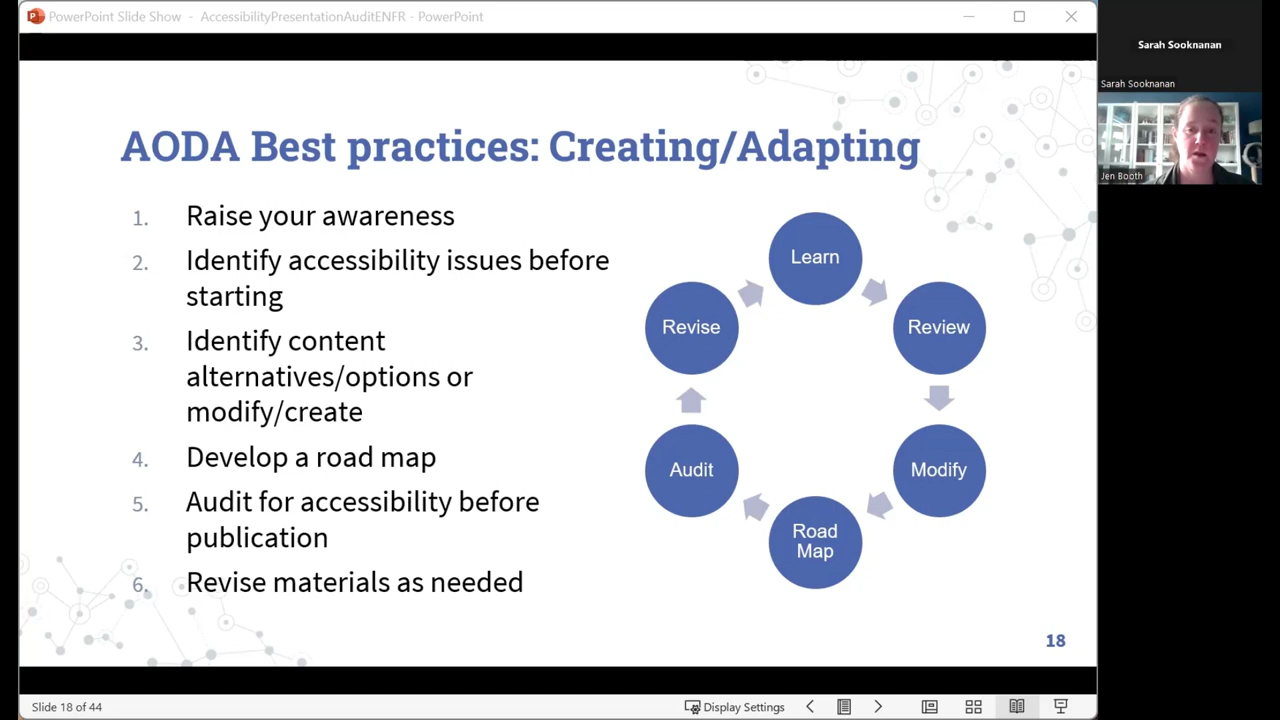 PowerPoint Slide Show - AccessibilityPresentationAuditENFR - PowerPoint
Sarah Sooknanan
Sarah Sooknanan
Jen Booth
AODA Best practices: Creating/Adapting
1. Raise your awareness
2. Identify accessibility issues before
starting
3. Identify content
alternatives/options or
modify/create
4. Develop a road map
5. Audit for accessibility before
publication
6. Revise materials as needed
Learn
Review
Modify
Road
Map
Audit
Revise
18
Slide 18 of 44
Display Settings